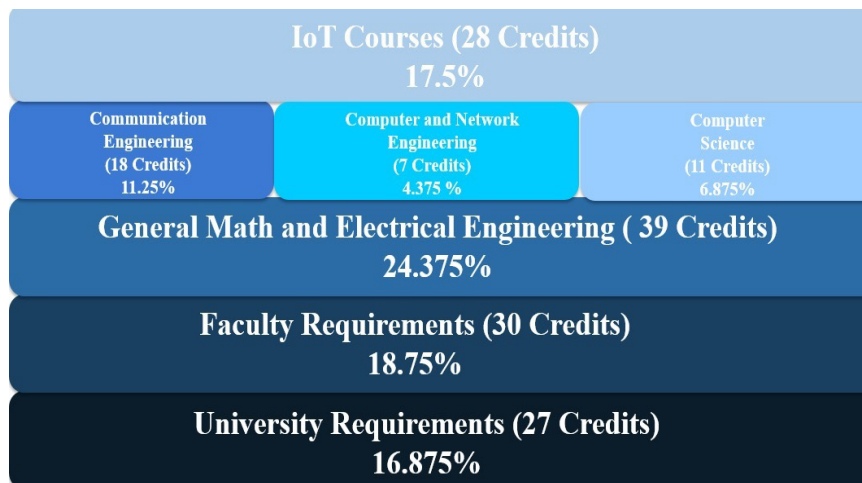 IoT Courses (28 Credits)
17.5%
Communication
Engineering
(18 Credits)
11.25%
Computer and Network
Engineering
(7 Credits)
4.375 %
Computer
Science
(11 Credits)
6.875%
General Math and Electrical Engineering ( 39 Credits)
24.375%
Faculty Requirements (30 Credits)
18.75%
University Requirements (27 Credits)
16.875%